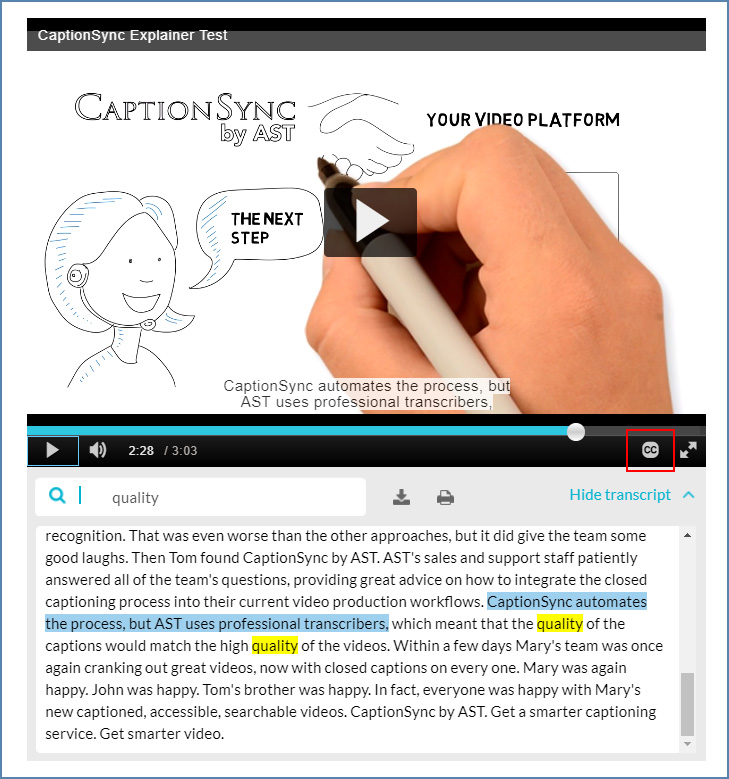 CaptionSync Explainer Test
CAPTIONSYNC
by AST
YOUR VIDEO PLATFORM
THE NEXT
STEP
CaptionSync automates the process, but
AST uses professional transcribers,
2:28 / 3:03
CC
quality
Hide transcript
recognition. That was even worse than the other approaches, but it did give the team some
good laughs. Then Tom found CaptionSync by AST. AST's sales and support staff patiently
answered all of the team's questions, providing great advice on how to integrate the closed
captioning process into their current video production workflows. CaptionSync automates
the process, but AST uses professional transcribers, which meant that the quality of the
captions would match the high quality of the videos. Within a few days Mary's team was once
again cranking out great videos, now with closed captions on every one. Mary was again
happy. John was happy. Tom's brother was happy. In fact, everyone was happy with Mary's
new captioned, accessible, searchable videos. CaptionSync by AST. Get a smarter captioning
service. Get smarter video.